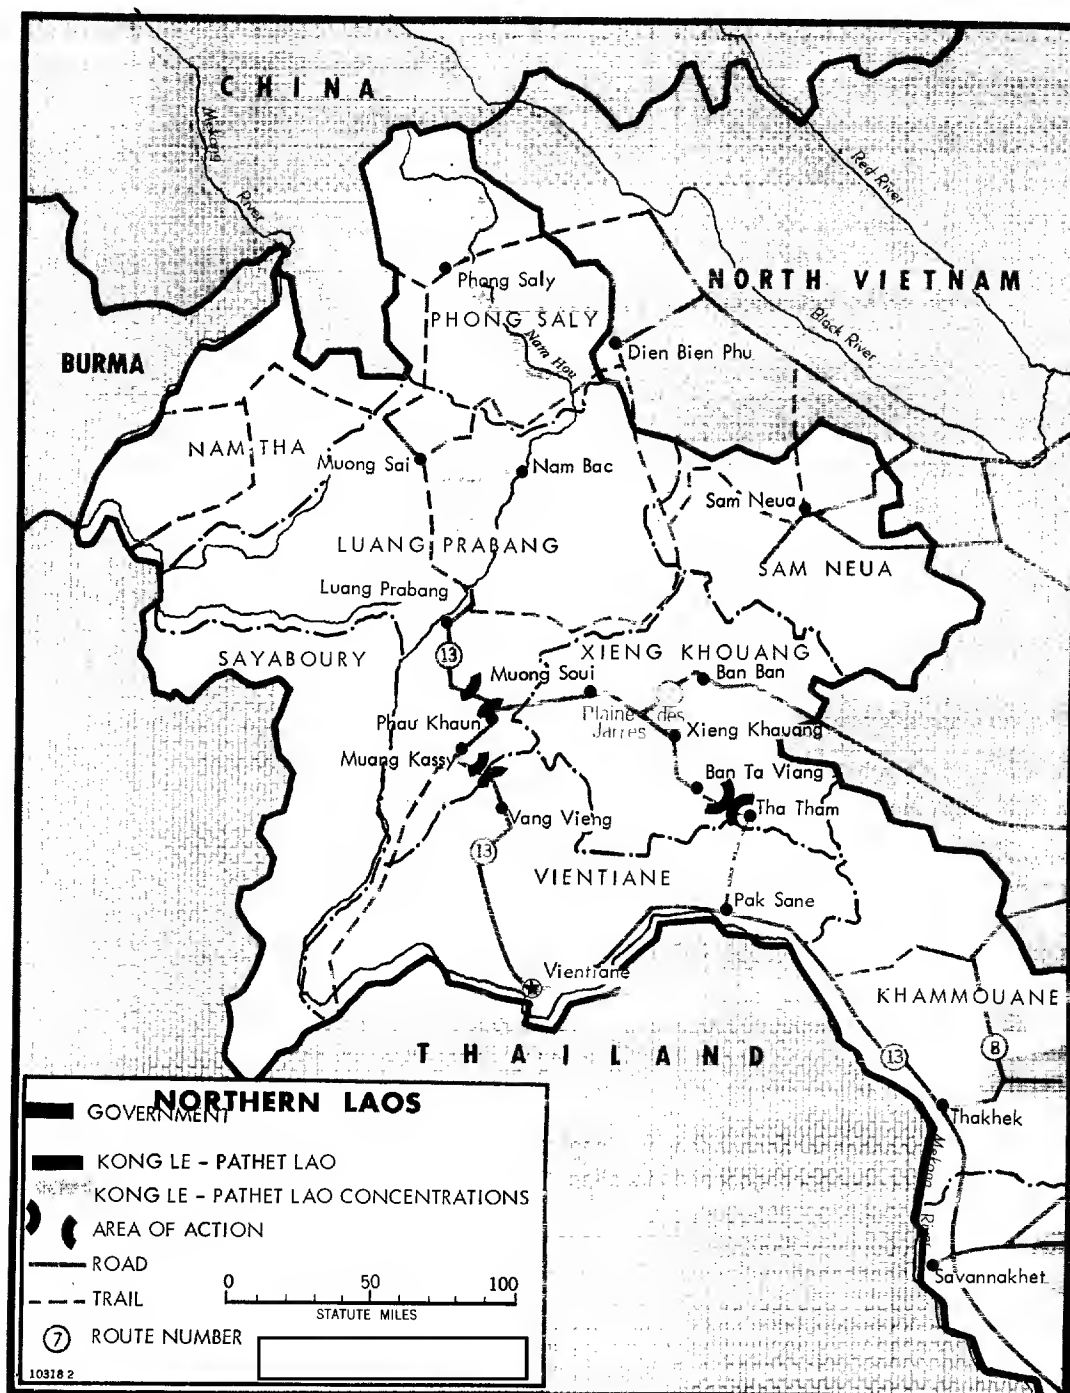 CHINA
Mekong
River
Red River
Phong Saly
NORTH VIETNAM
PHONG SALY
Black River
Nam Hou
Dien Bien Phu
BURMA
NAM THA
Muong Sai
Nam Bac
Sam Neua
LUANG PRABANG
SAM NEUA
Luang Prabang
13
SAYABOURY
XIENG KHOUANG
Muong Soui
Ban Ban
Plaine des
Jarres
Phau Khaun
Xieng Khauang
Muang Kassy
Ban Ta Viang
Tha Tham
Vang Vieng
13
VIENTIANE
Pak Sane
Vientiane
KHAMMOUANE
THAILAND
13
8
Thakhek
Mekong River
Savannakhet
NORTHERN LAOS
GOVERNMENT
KONG LE - PATHET LAO
KONG LE - PATHET LAO CONCENTRATIONS
AREA OF ACTION
ROAD
TRAIL
0 50 100
STATUTE MILES
7 ROUTE NUMBER
10318 2